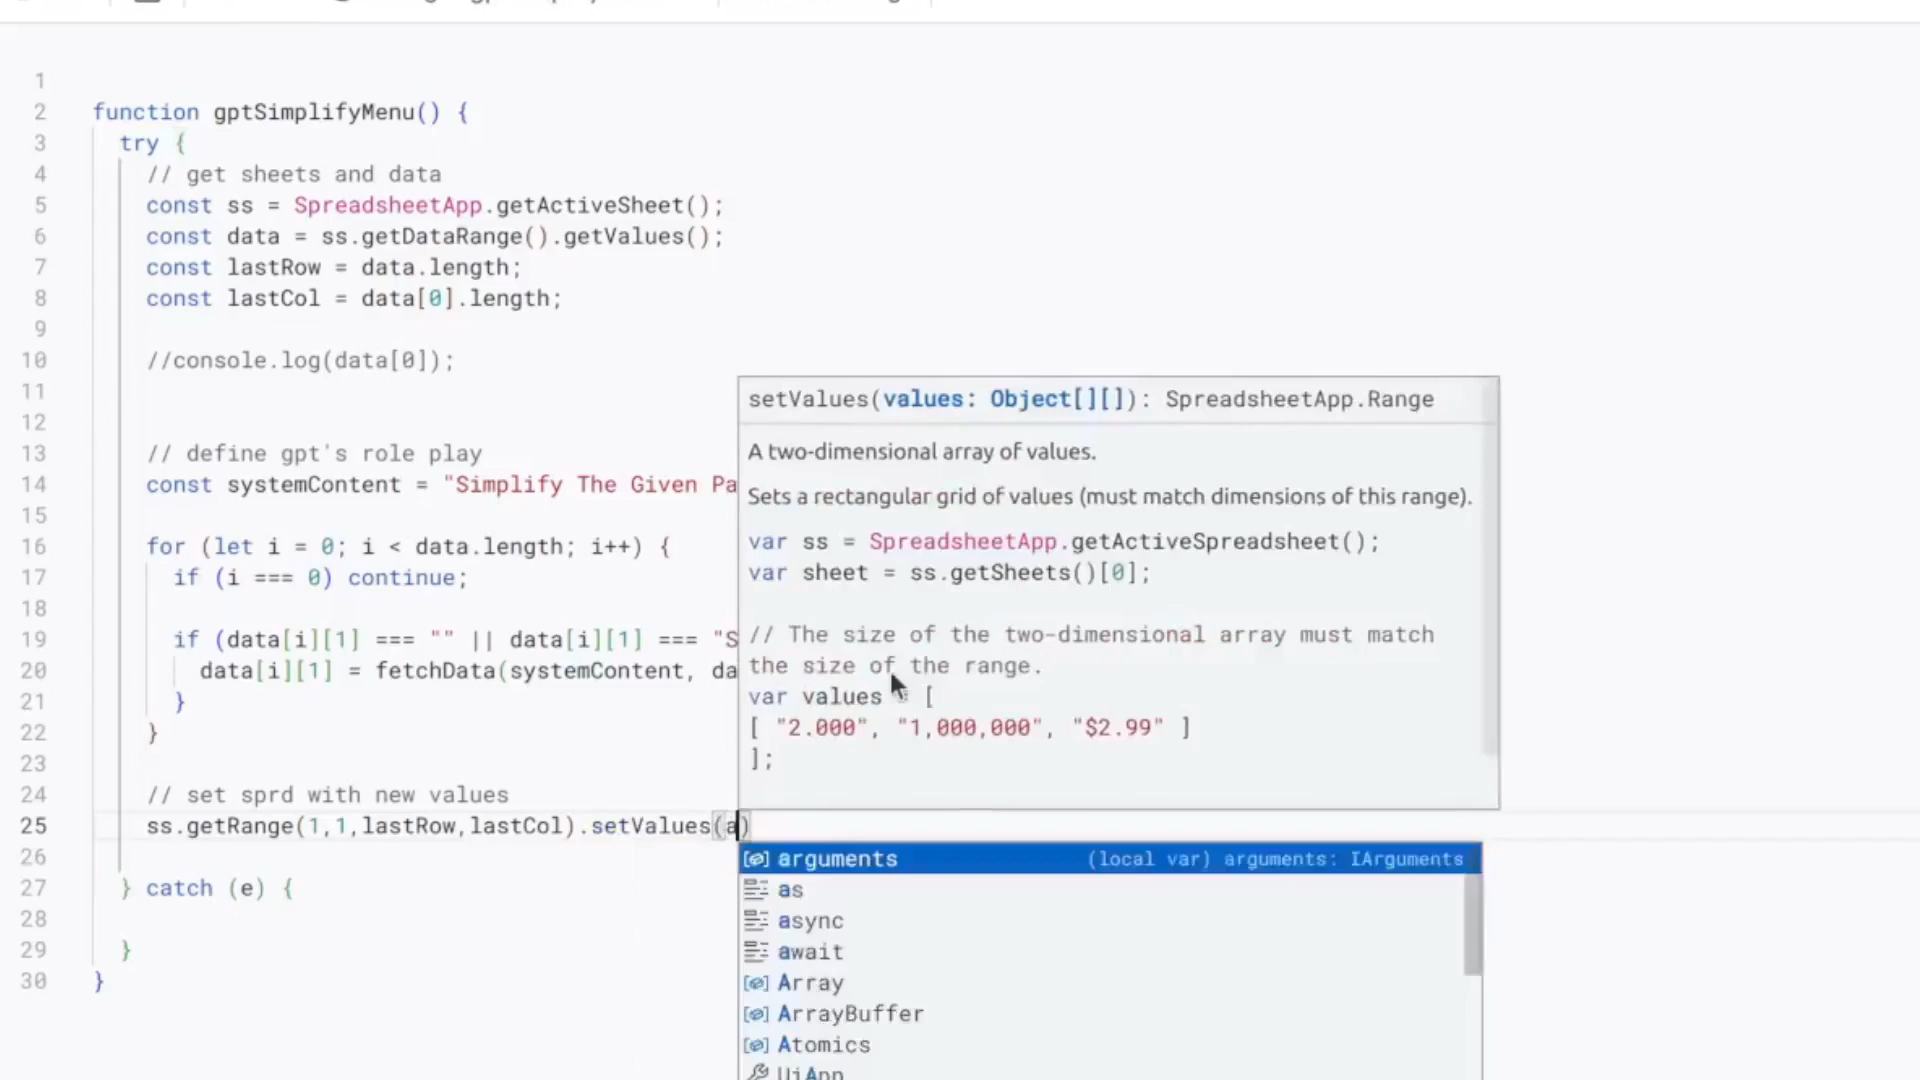 1
2 function gptSimplifyMenu() {
3 try {
4 // get sheets and data
5 const ss = SpreadsheetApp.getActiveSheet();
6 const data = ss.getDataRange().getValues();
7 const lastRow = data.length;
8 const lastCol = data[0].length;
9
10 //console.log(data[0]);
11
12
13 // define gpt's role play
14 const systemContent = "Simplify The Given Pa
15
16 for (let i = 0; i < data.length; i++) {
17 if (i === 0) continue;
18
19 if (data[i][1] === "" || data[i][1] === "S
20 data[i][1] = fetchData(systemContent, da
21 }
22 }
23
24 // set sprd with new values
25 ss.getRange(1,1,lastRow,lastCol).setValues(a)
26
27 } catch (e) {
28
29 }
30 }
setValues(values: Object[][]): SpreadsheetApp.Range
A two-dimensional array of values.
Sets a rectangular grid of values (must match dimensions of this range).
var ss = SpreadsheetApp.getActiveSpreadsheet();
var sheet = ss.getSheets()[0];
// The size of the two-dimensional array must match
the size of the range.
var values [
[ "2.000", "1,000,000", "$2.99" ]
];
arguments (local var) arguments: IArguments
as
async
await
Array
ArrayBuffer
Atomics
UiApp